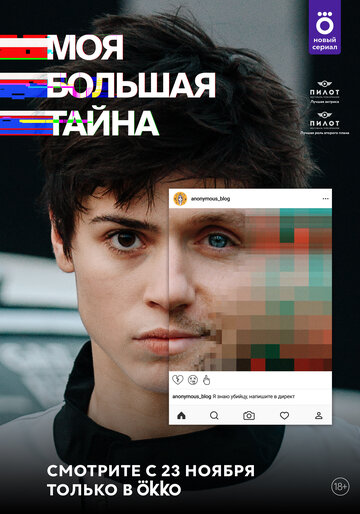 ö
новый
сериал
МОЯ
БОЛЬШАЯ
ТАЙНА
ПИЛОТ
Лучшая актриса
ПИЛОТ
Лучшая роль второго плана
anonymous_blog
anonymous_blog Я знаю убийцу, напишите в директ
СМОТРИТЕ С 23 НОЯБРЯ
ТОЛЬКО В ökko
18+